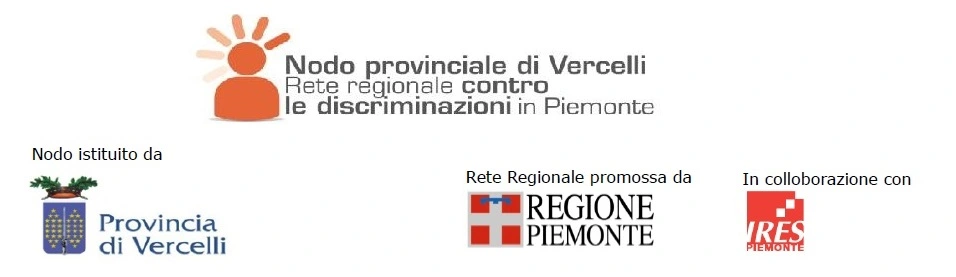 Nodo provinciale di Vercelli
Rete regionale contro
le discriminazioni in Piemonte
Nodo istituito da
Provincia
di Vercelli
Rete Regionale promossa da
REGIONE
PIEMONTE
In colloborazione con
IRES
PIEMONTE